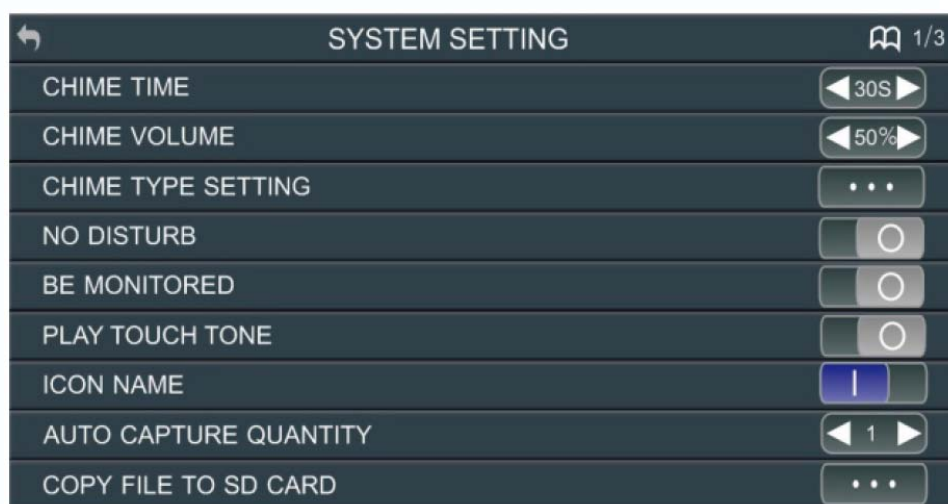 SYSTEM SETTING 1/3
CHIME TIME 30S
CHIME VOLUME 50%
CHIME TYPE SETTING
NO DISTURB
BE MONITORED
PLAY TOUCH TONE
ICON NAME
AUTO CAPTURE QUANTITY 1
COPY FILE TO SD CARD